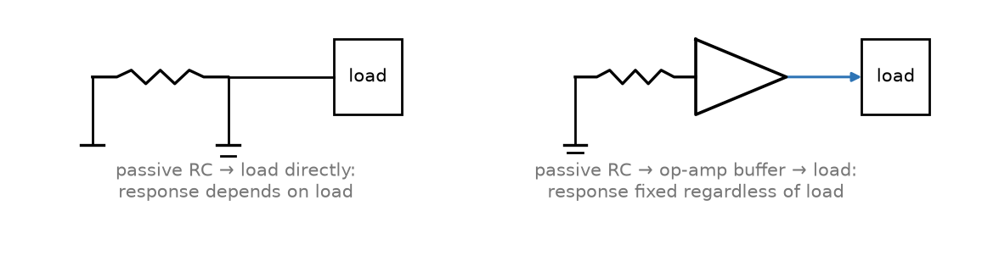 load
load
passive RC → load directly:
response depends on load
passive RC → op-amp buffer → load:
response fixed regardless of load